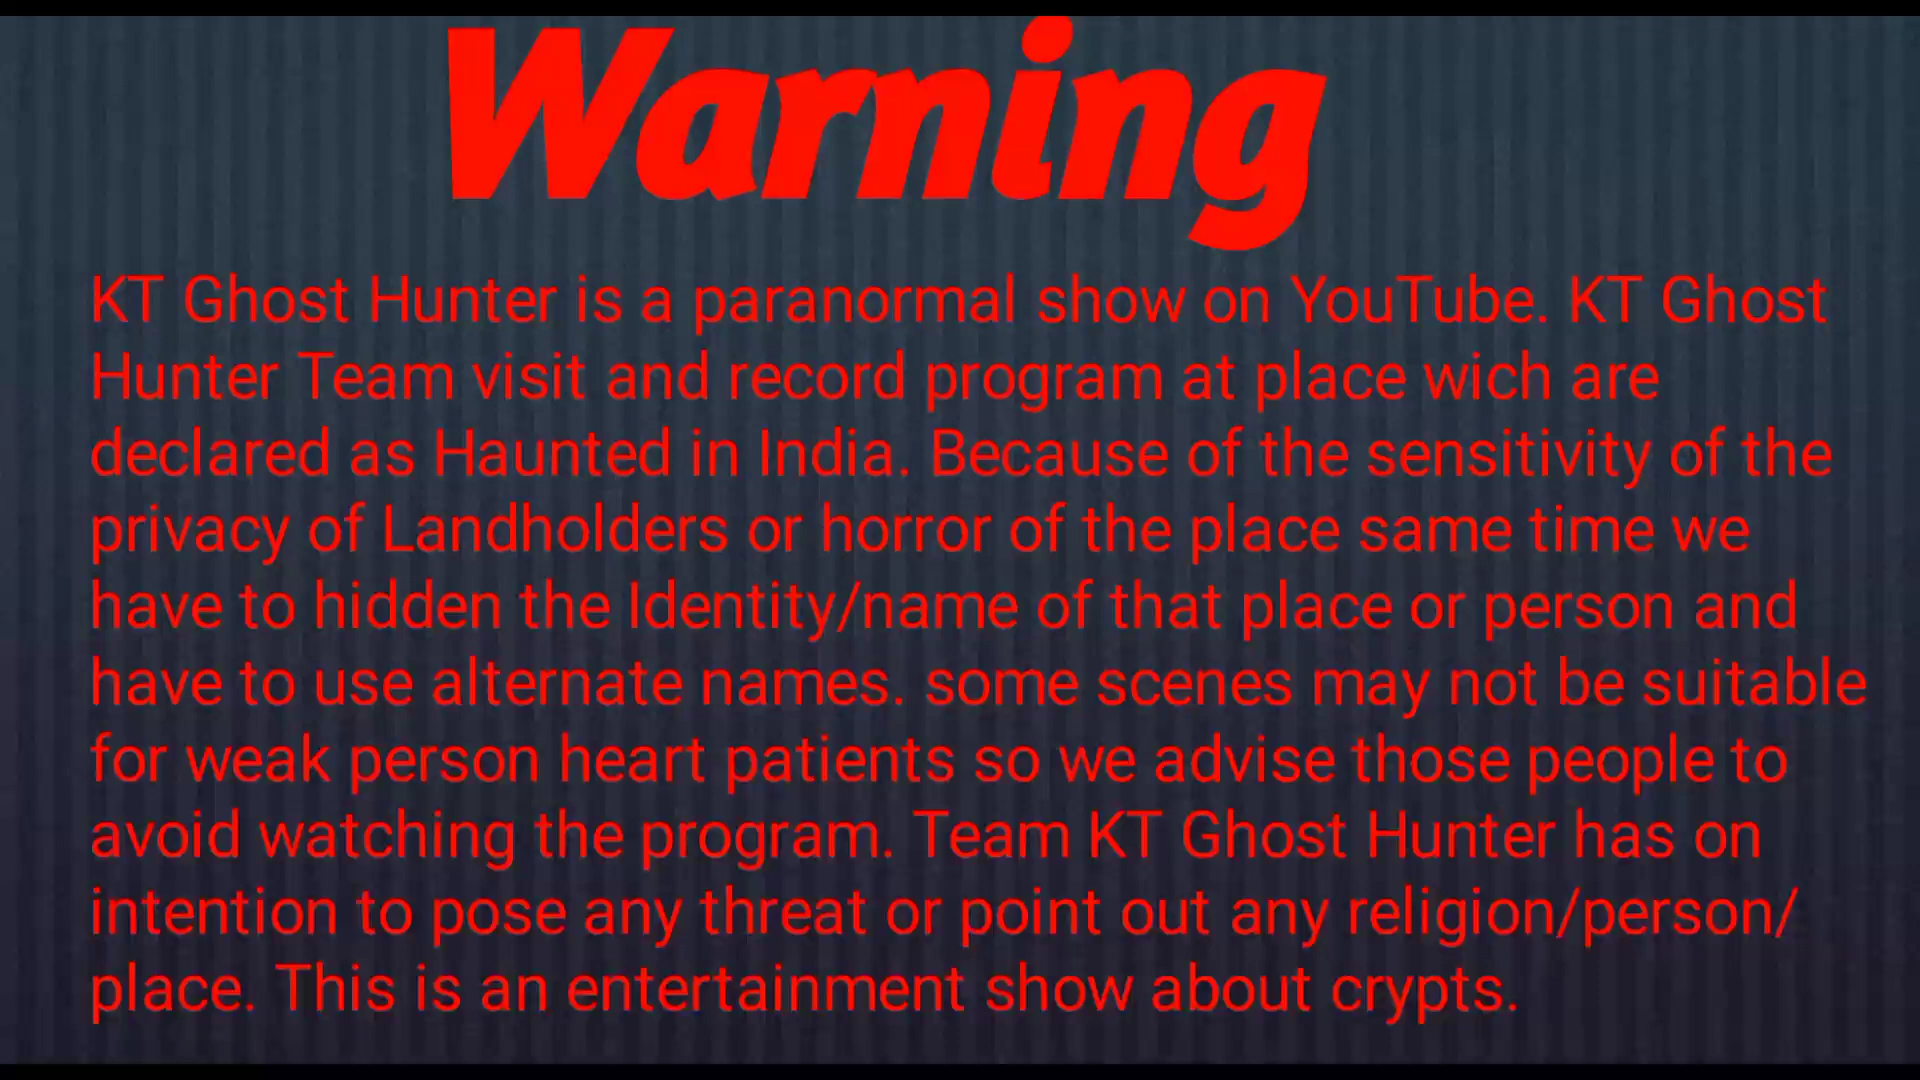 Warning
KT Ghost Hunter is a paranormal show on YouTube. KT Ghost
Hunter Team visit and record program at place wich are
declared as Haunted in India. Because of the sensitivity of the
privacy of Landholders or horror of the place same time we
have to hidden the Identity/name of that place or person and
have to use alternate names. some scenes may not be suitable
for weak person heart patients so we advise those people to
avoid watching the program. Team KT Ghost Hunter has on
intention to pose any threat or point out any religion/person/
place. This is an entertainment show about crypts.